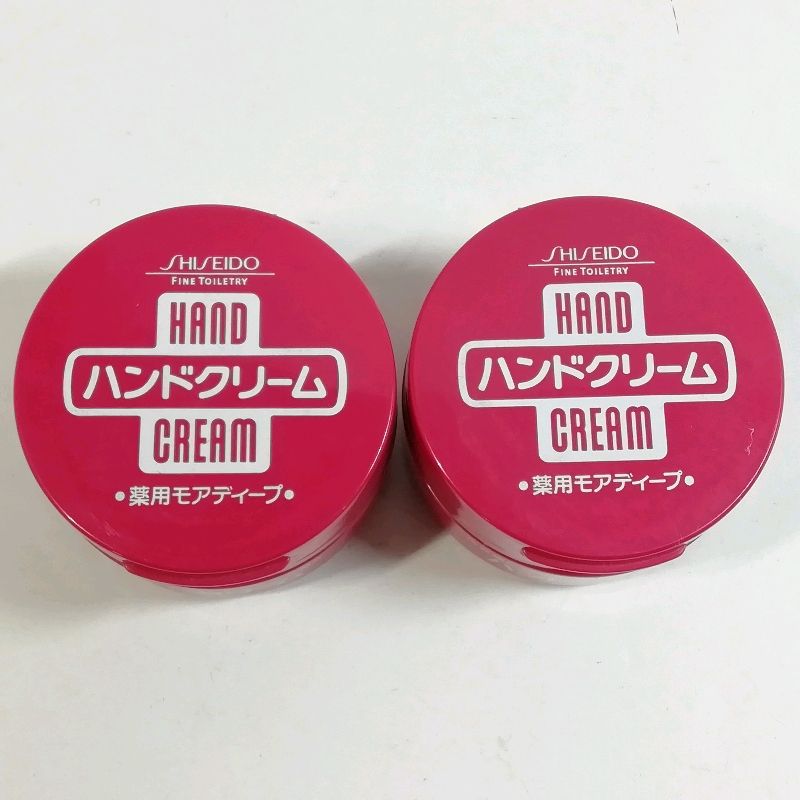 SHISEIDO
FINE TOILETRY
HAND
ハンドクリーム
CREAM
•薬用モアディープ•
SHISEIDO
FINE TOILETRY
HAND
ハンドクリーム
CREAM
•薬用モアディープ•